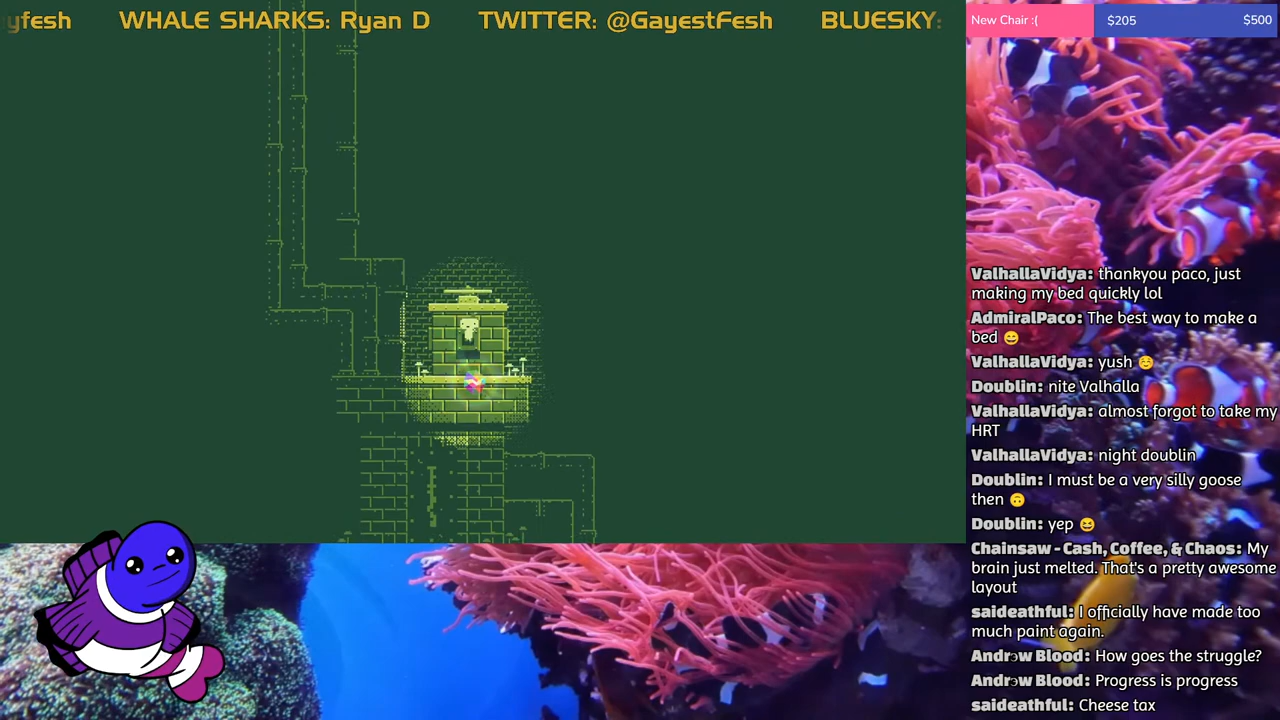 yfesh WHALE SHARKS: Ryan D TWITTER: @GayestFesh BLUESKY:
New Chair :( $205 $500
ValhallaVidya: thankyou paco, just
making my bed quickly lol
AdmiralPaco: The best way to make a
bed 😄
ValhallaVidya: yush ☺️
Doublin: nite Valhalla
ValhallaVidya: almost forgot to take my
HRT
ValhallaVidya: night doublin
Doublin: I must be a very silly goose
then 🙃
Doublin: yep 😆
Chainsaw - Cash, Coffee, & Chaos: My
brain just melted. That's a pretty awesome
layout
saideathful: I officially have made too
much paint again.
Andrɘw Blood: How goes the struggle?
Andrɘw Blood: Progress is progress
saideathful: Cheese tax